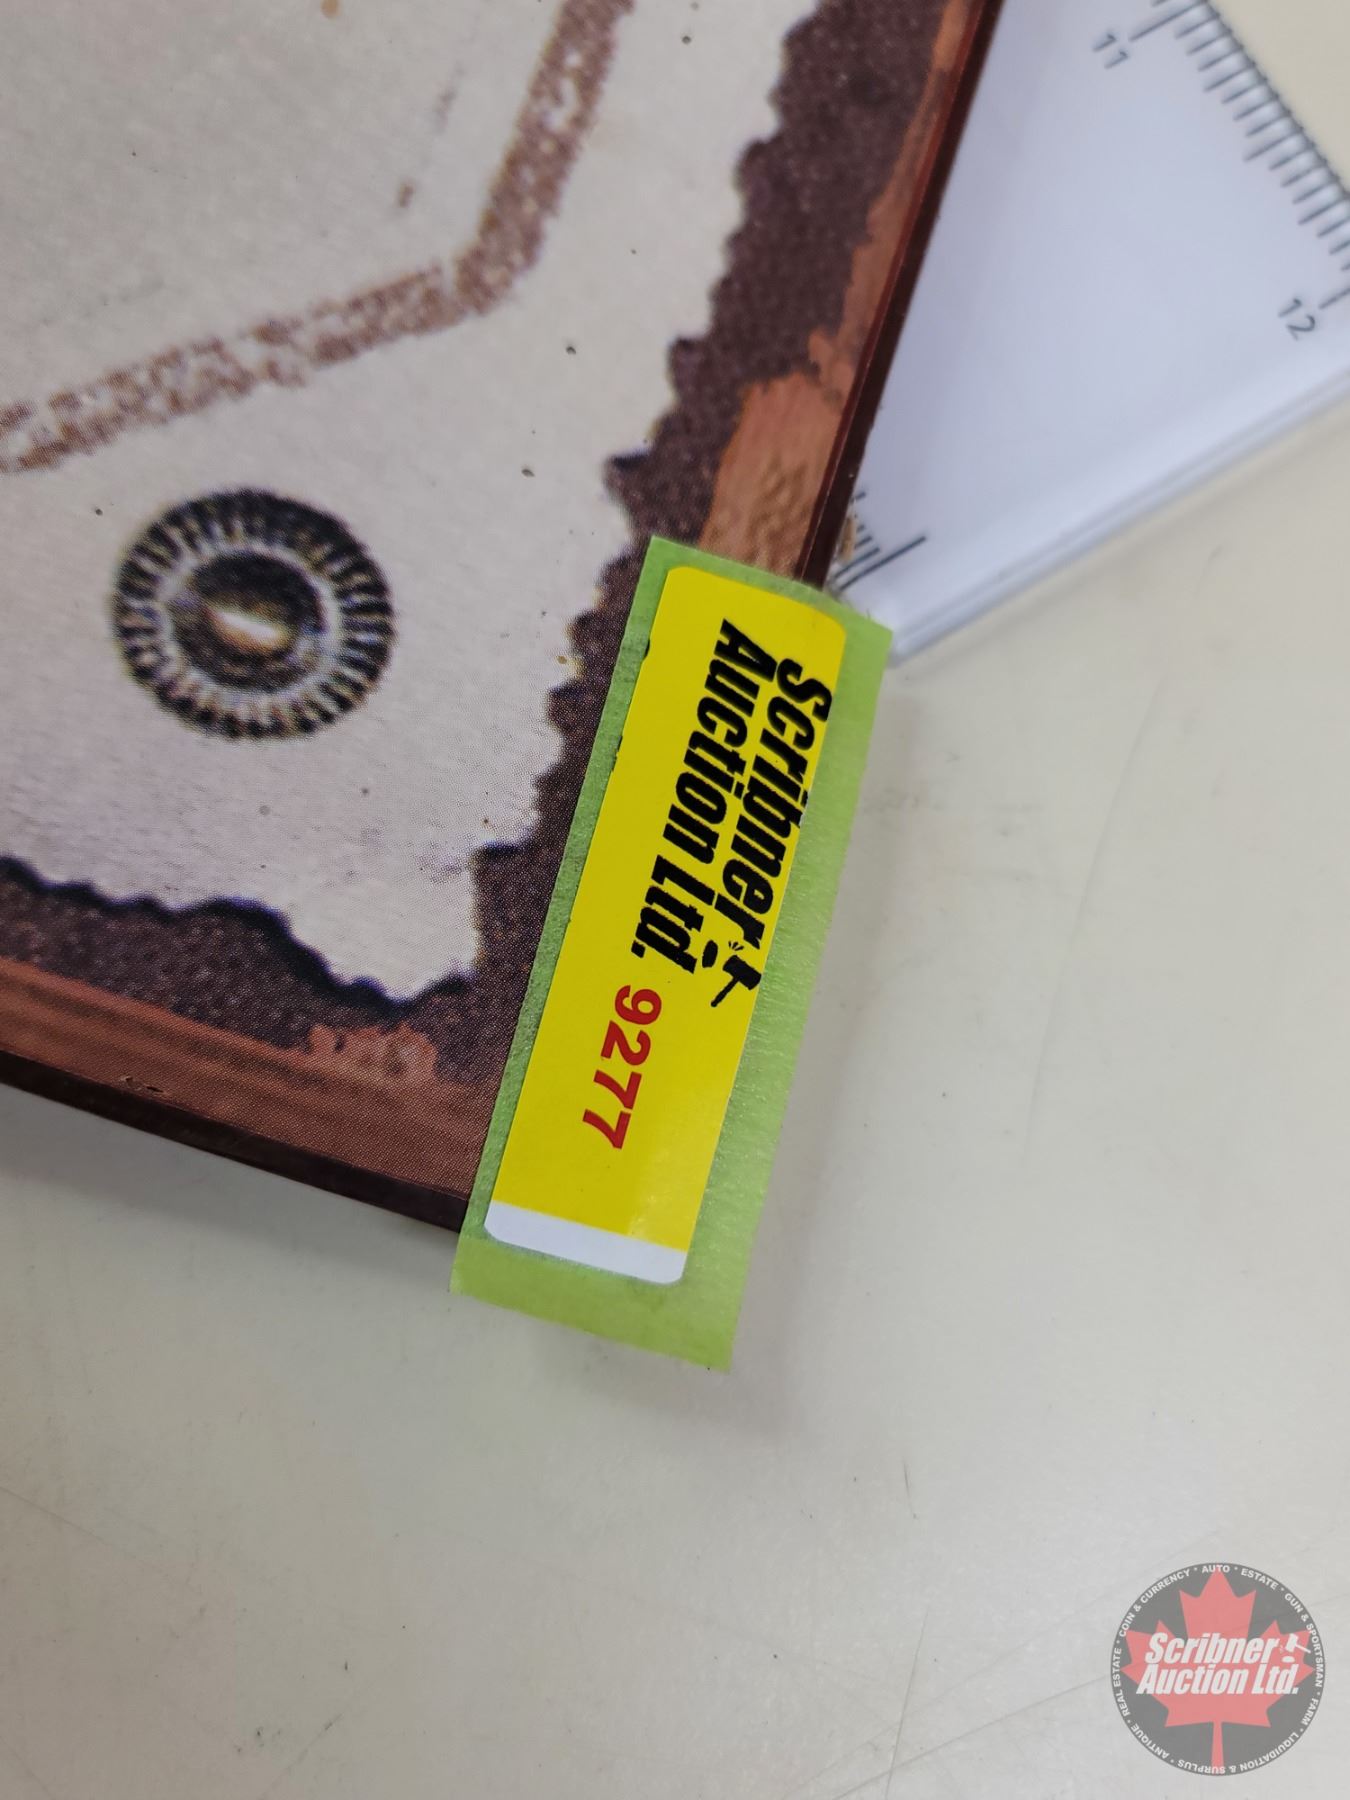 11
12
Scribner
Auction Ltd. 9277
COIN & CURRENCY • AUTO • ESTATE • GUN & SPORTSMAN • FARM • LIQUIDATION & SURPLUS • ANTIQUE • REAL ESTATE •
Scribner
Auction Ltd.